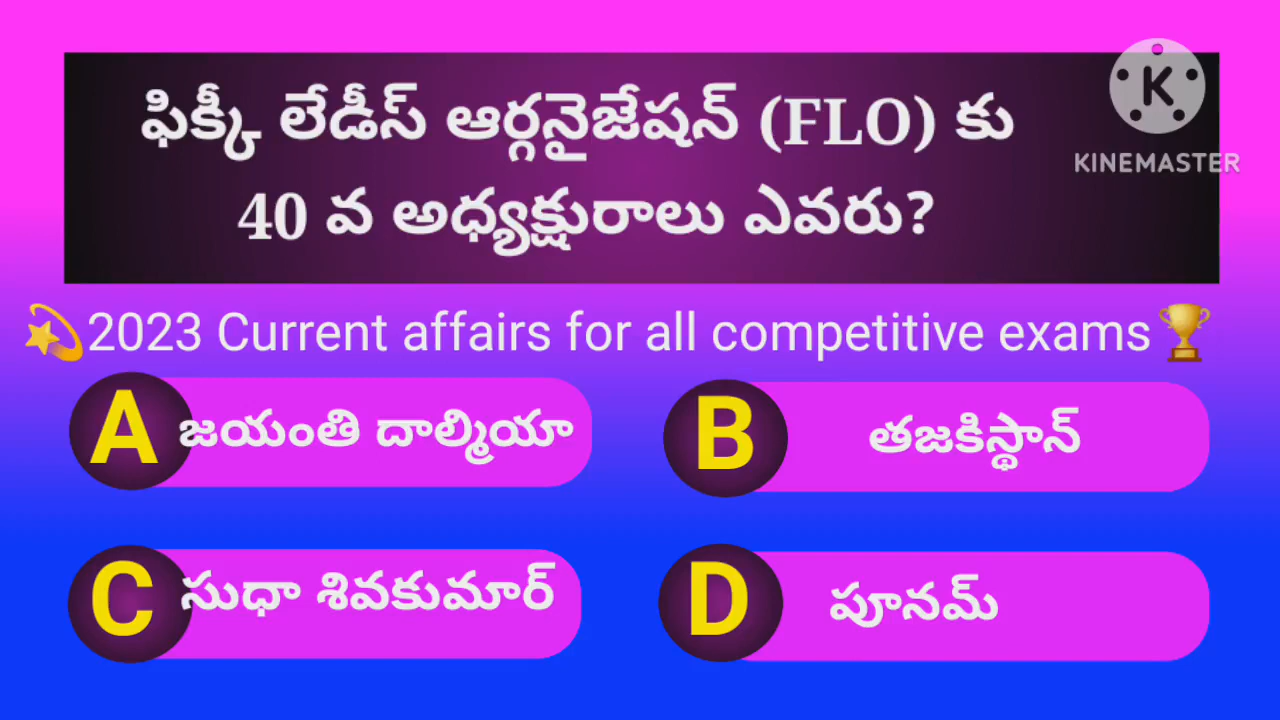 ఫిక్కీ లేడీస్ ఆర్గనైజేషన్ (FLO) కు
40 వ అధ్యక్షురాలు ఎవరు?
K
KINEMASTER
💫2023 Current affairs for all competitive exams🏆
A జయంతి దాల్మియా
B తజకిస్థాన్
C సుధా శివకుమార్
D పూనమ్